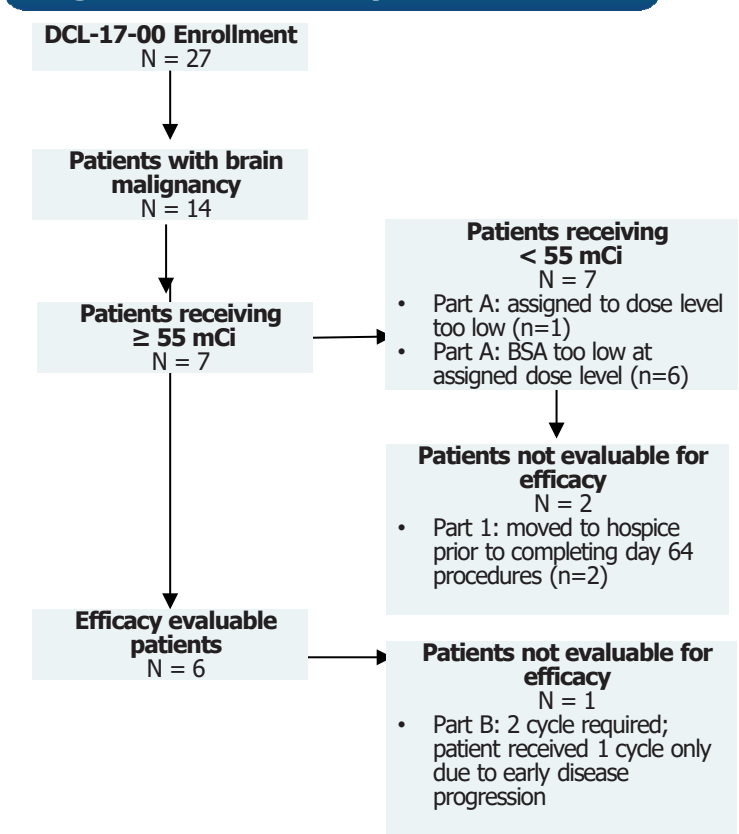 DCL-17-00 Enrollment
N = 27
Patients with brain
malignancy
N = 14
Patients receiving
≥ 55 mCi
N = 7
Patients receiving
< 55 mCi
N = 7
• Part A: assigned to dose level
too low (n=1)
• Part A: BSA too low at
assigned dose level (n=6)
Patients not evaluable for
efficacy
N = 2
• Part 1: moved to hospice
prior to completing day 64
procedures (n=2)
Efficacy evaluable
patients
N = 6
Patients not evaluable for
efficacy
N = 1
• Part B: 2 cycle required;
patient received 1 cycle only
due to early disease
progression